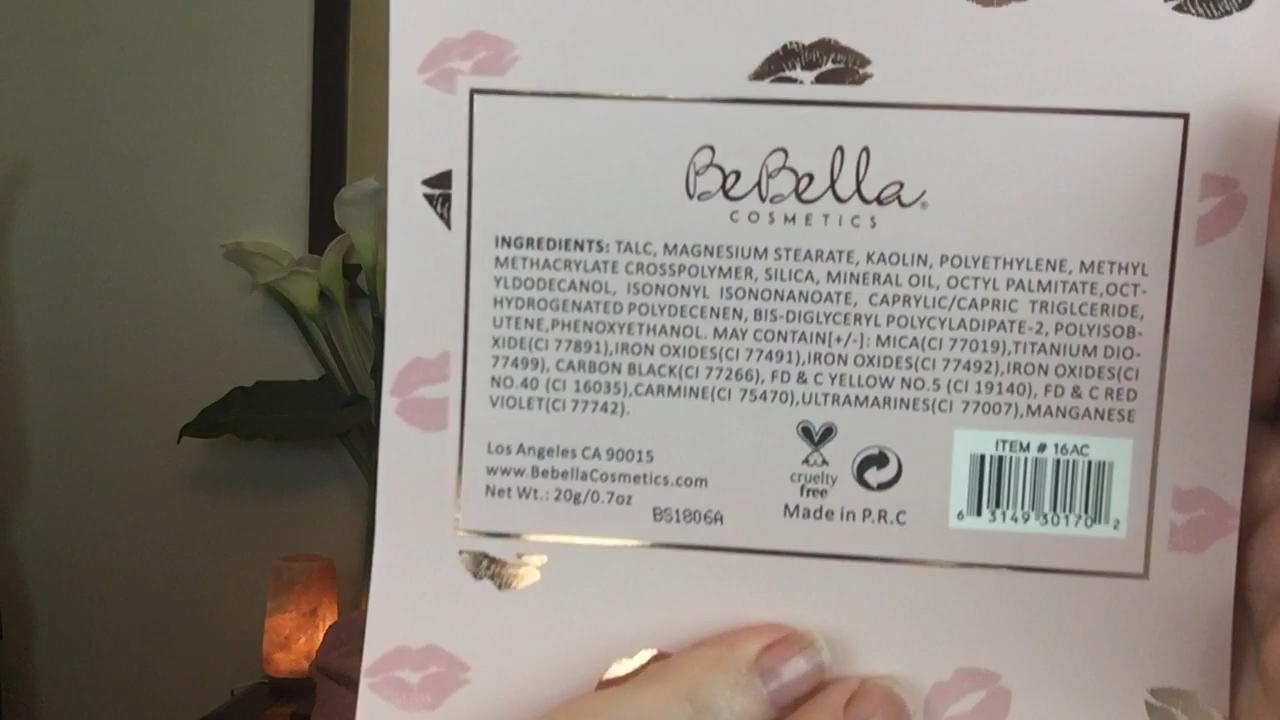 BeBella®
COSMETICS
INGREDIENTS: TALC, MAGNESIUM STEARATE, KAOLIN, POLYETHYLENE, METHYL
METHACRYLATE CROSSPOLYMER, SILICA, MINERAL OIL, OCTYL PALMITATE,OCT-
YLDODECANOL, ISONONYL ISONONANOATE, CAPRYLIC/CAPRIC TRIGLCERIDE,
HYDROGENATED POLYDECENEN, BIS-DIGLYCERYL POLYCYLADIPATE-2, POLYISOB-
UTENE,PHENOXYETHANOL. MAY CONTAIN[+/-]: MICA(CI 77019),TITANIUM DIO-
XIDE(CI 77891),IRON OXIDES(CI 77491),IRON OXIDES(CI 77492),IRON OXIDES(CI
77499), CARBON BLACK(CI 77266), FD & C YELLOW NO.5 (CI 19140), FD & C RED
NO.40 (CI 16035),CARMINE(CI 75470),ULTRAMARINES(CI 77007),MANGANESE
VIOLET(CI 77742).
Los Angeles CA 90015
www.BebellaCosmetics.com
Net Wt.: 20g/0.7oz
BS1806A
cruelty
free
Made in P.R.C
ITEM # 16AC
6 3149 30170 2